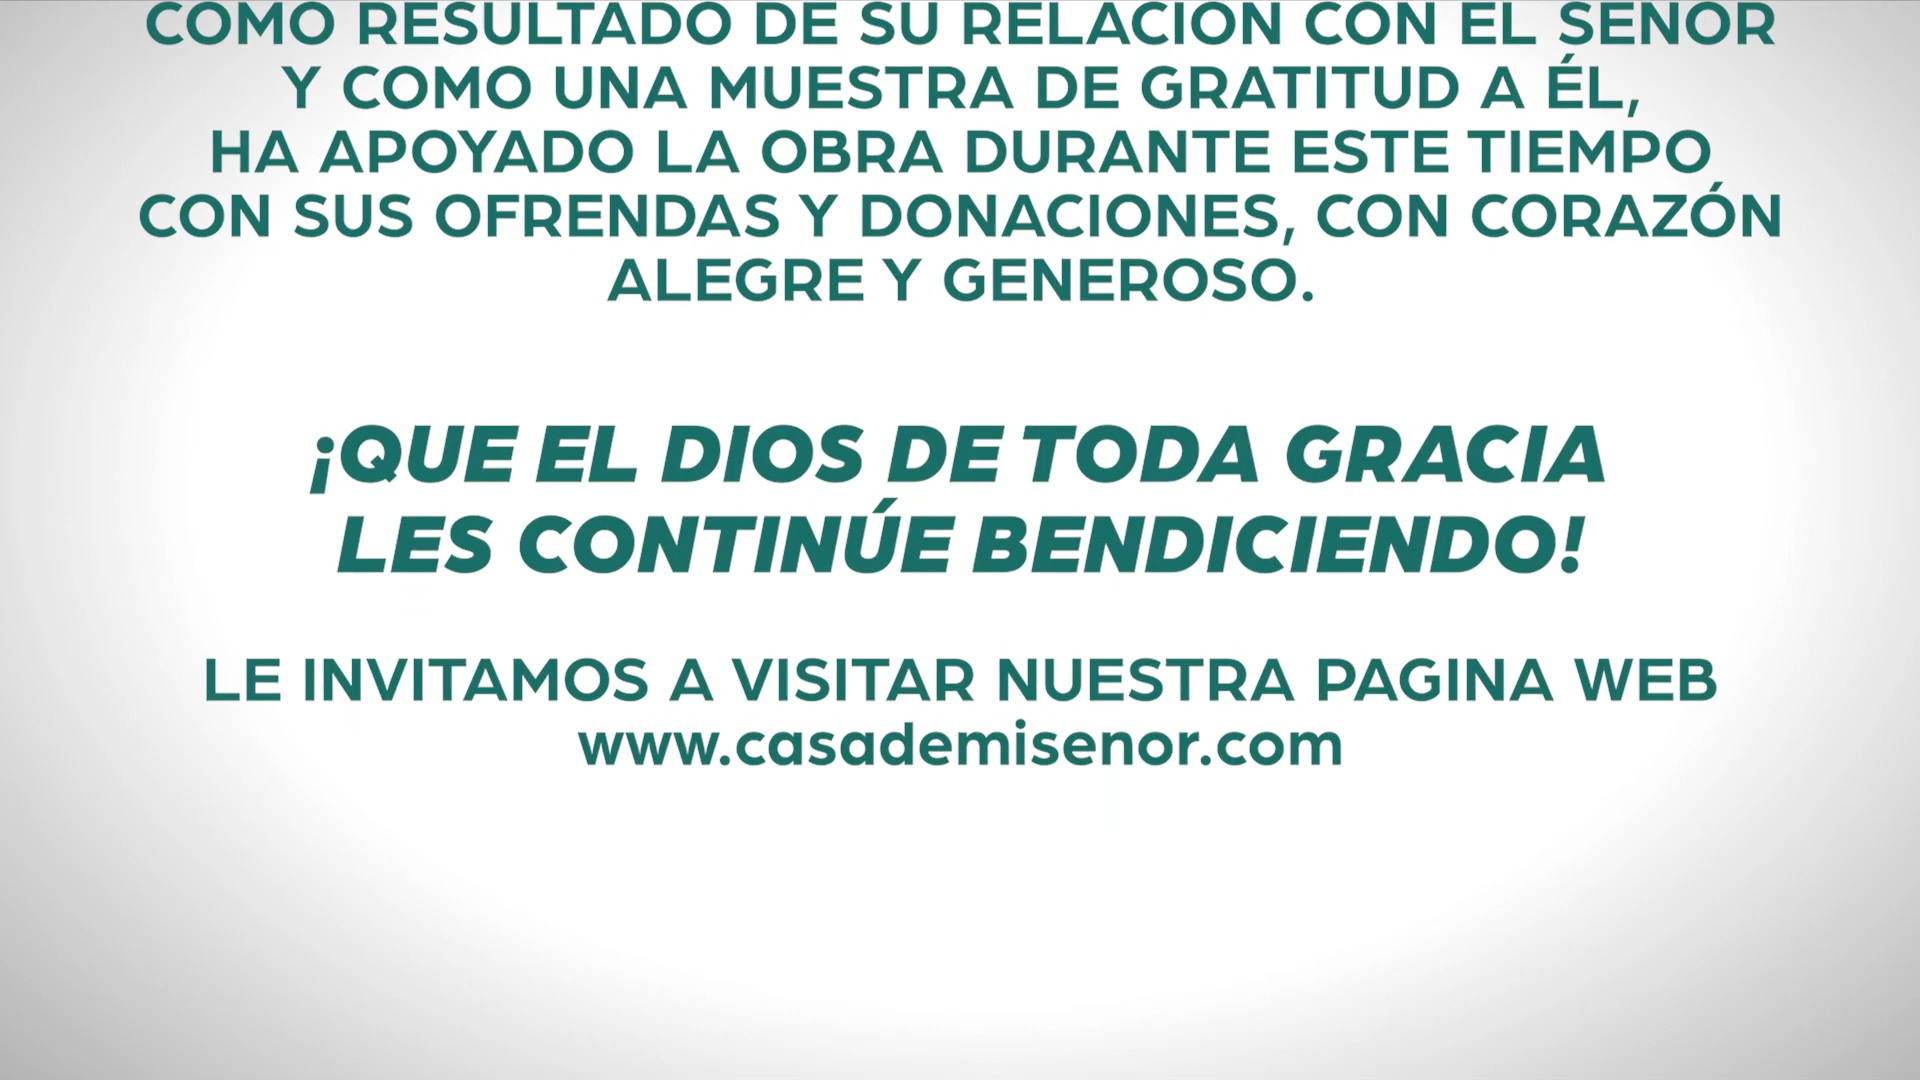 COMO RESULTADO DE SU RELACIÓN CON EL SEÑOR
Y COMO UNA MUESTRA DE GRATITUD A ÉL,
HA APOYADO LA OBRA DURANTE ESTE TIEMPO
CON SUS OFRENDAS Y DONACIONES, CON CORAZÓN
ALEGRE Y GENEROSO.
¡QUE EL DIOS DE TODA GRACIA
LES CONTINÚE BENDICIENDO!
LE INVITAMOS A VISITAR NUESTRA PAGINA WEB
www.casademisenor.com